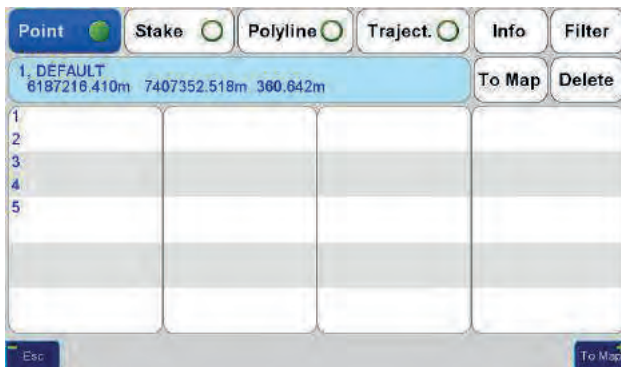 Point Stake Polyline Traject. Info Filter
1, DEFAULT
6187216.410m 7407352.518m 360.642m
To Map Delete
1
2
3
4
5
Esc To Map